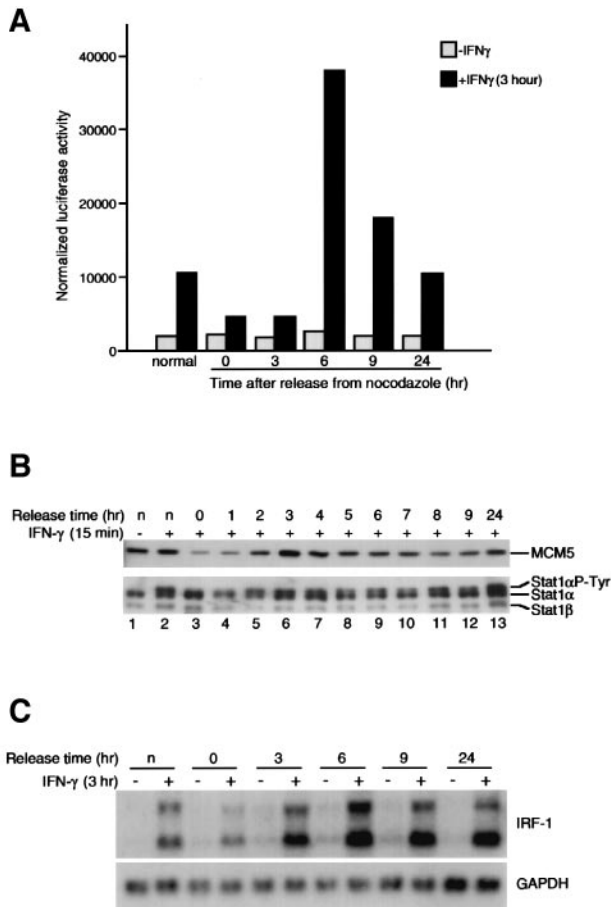 A
40000
30000
20000
10000
0
Normalized luciferase activity
-IFNγ
+IFNγ (3 hour)
normal 0 3 6 9 24
Time after release from nocodazole (hr)
B
Release time (hr) n n 0 1 2 3 4 5 6 7 8 9 24
IFN-γ (15 min) - + + + + + + + + + + + +
MCM5
Stat1αP-Tyr
Stat1α
Stat1β
1 2 3 4 5 6 7 8 9 10 11 12 13
C
Release time (hr) n 0 3 6 9 24
IFN-γ (3 hr) - + - + - + - + - + - +
IRF-1
GAPDH